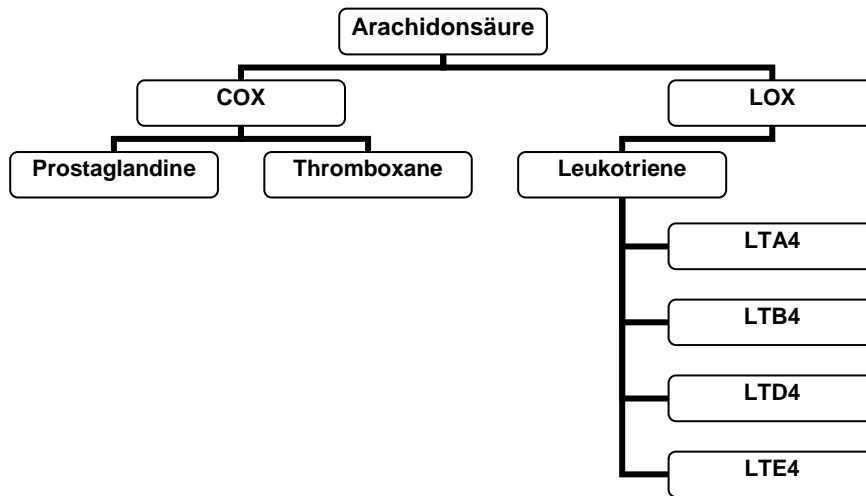 Arachidonsäure
COX
LOX
Prostaglandine
Thromboxane
Leukotriene
LTA4
LTB4
LTD4
LTE4